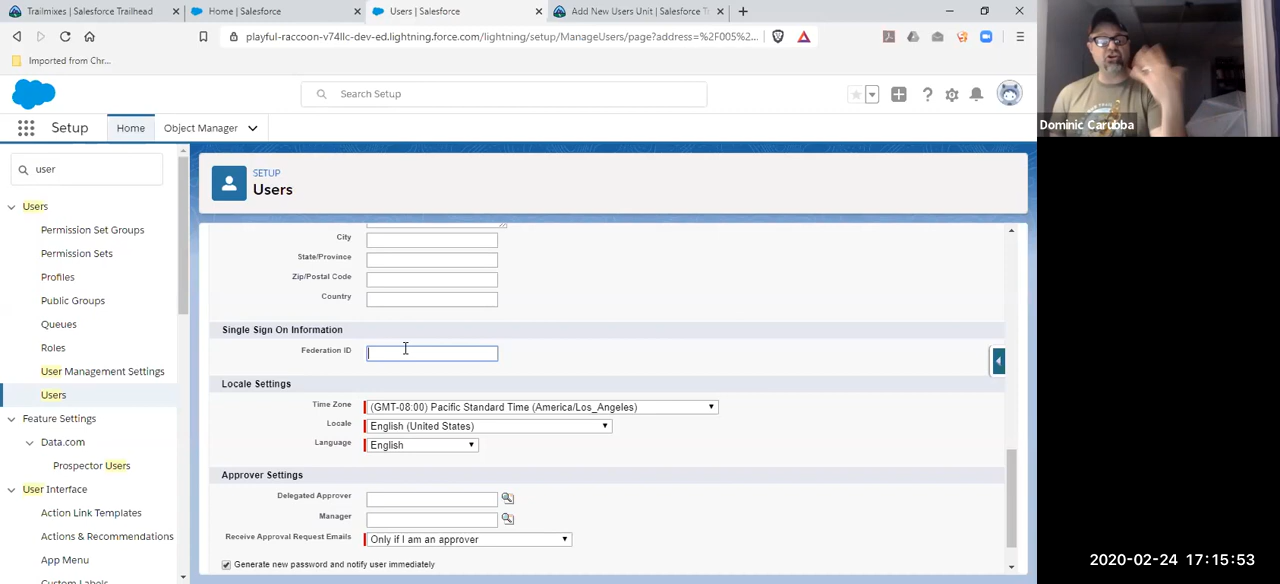 Trailmixes | Salesforce Trailhead
Home | Salesforce
Users | Salesforce
Add New Users Unit | Salesforce T
playful-raccoon-v74llc-dev-ed.lightning.force.com/lightning/setup/ManageUsers/page?address=%2F005%2...
Imported from Chr...
Search Setup
Dominic Carubba
Setup
Home
Object Manager
user
SETUP
Users
Users
Permission Set Groups
Permission Sets
Profiles
Public Groups
Queues
Roles
User Management Settings
Users
Feature Settings
Data.com
Prospector Users
User Interface
Action Link Templates
Actions & Recommendations
App Menu
Custom Labels
City
State/Province
Zip/Postal Code
Country
Single Sign On Information
Federation ID
Locale Settings
Time Zone
(GMT-08:00) Pacific Standard Time (America/Los_Angeles)
Locale
English (United States)
Language
English
Approver Settings
Delegated Approver
Manager
Receive Approval Request Emails
Only if I am an approver
Generate new password and notify user immediately
2020-02-24 17:15:53